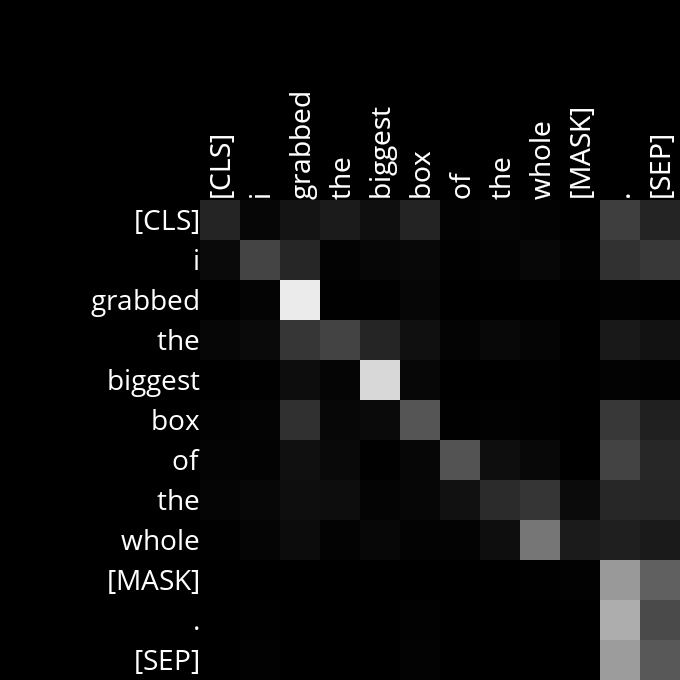 [CLS] i grabbed the biggest box of the whole [MASK] . [SEP]
[CLS]
i
grabbed
the
biggest
box
of
the
whole
[MASK]
.
[SEP]